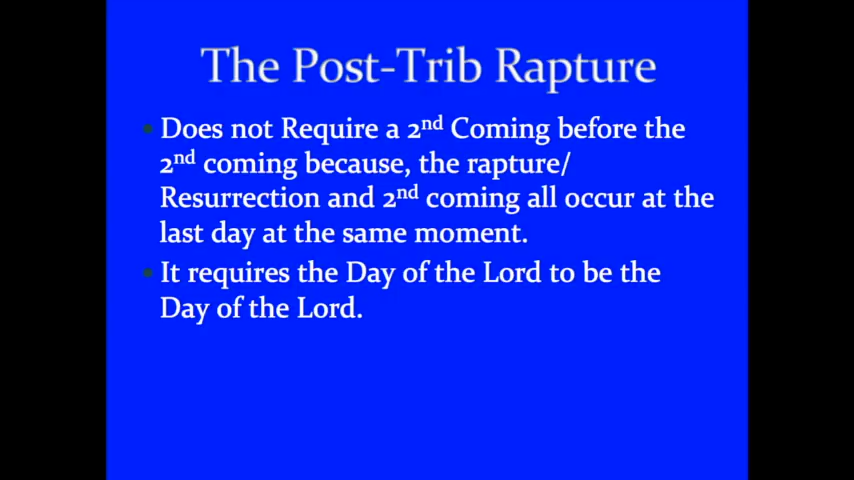 The Post-Trib Rapture
• Does not Require a 2nd Coming before the
2nd coming because, the rapture/
Resurrection and 2nd coming all occur at the
last day at the same moment.
• It requires the Day of the Lord to be the
Day of the Lord.